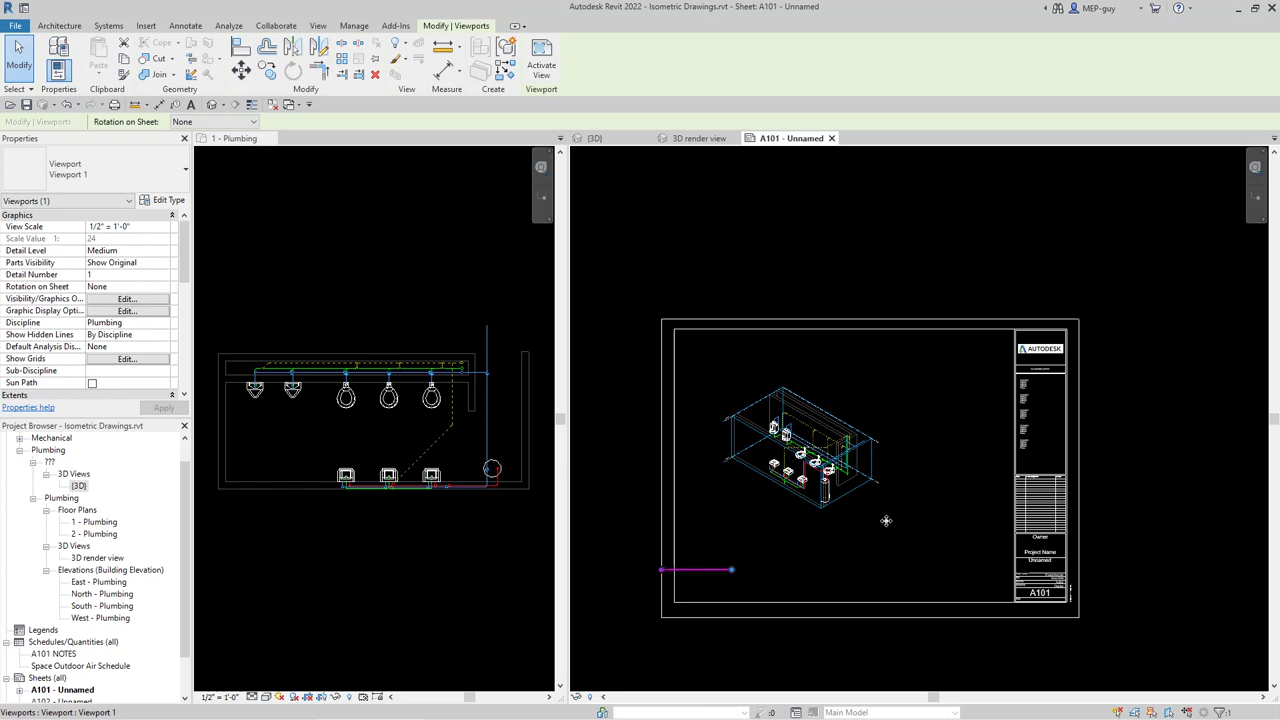 Autodesk Revit 2022 - Isometric Drawings.rvt - Sheet: A101 - Unnamed
MEP-guy
File Architecture Systems Insert Annotate Analyze Collaborate View Manage Add-Ins Modify | Viewports
Modify
Paste
Cope
Cut
Join
Activate
View
Select Properties Clipboard Geometry Modify View Measure Create Viewport
Modify | Viewports Rotation on Sheet: None
Properties
1 - Plumbing
{3D}
3D render view
A101 - Unnamed
Viewport
Viewport 1
Viewports (1)
Edit Type
Graphics
View Scale 1/2" = 1'-0"
Scale Value 1: 24
Detail Level Medium
Parts Visibility Show Original
Detail Number 1
Rotation on Sheet None
Visibility/Graphics O... Edit...
Graphic Display Opti... Edit...
Discipline Plumbing
Show Hidden Lines By Discipline
Default Analysis Dis... None
Show Grids Edit...
Sub-Discipline
Sun Path
Extents
Properties help
Apply
Project Browser - Isometric Drawings.rvt
Mechanical
Plumbing
???
3D Views
{3D}
Plumbing
Floor Plans
1 - Plumbing
2 - Plumbing
3D Views
3D render view
Elevations (Building Elevation)
East - Plumbing
North - Plumbing
South - Plumbing
West - Plumbing
Legends
Schedules/Quantities (all)
A101 NOTES
Space Outdoor Air Schedule
Sheets (all)
A101 - Unnamed
A102 - Unnamed
AUTODESK
Owner
Project Name
Unnamed
A101
1/2" = 1'-0"
Viewports : Viewport : Viewport 1
:0
Main Model
:1